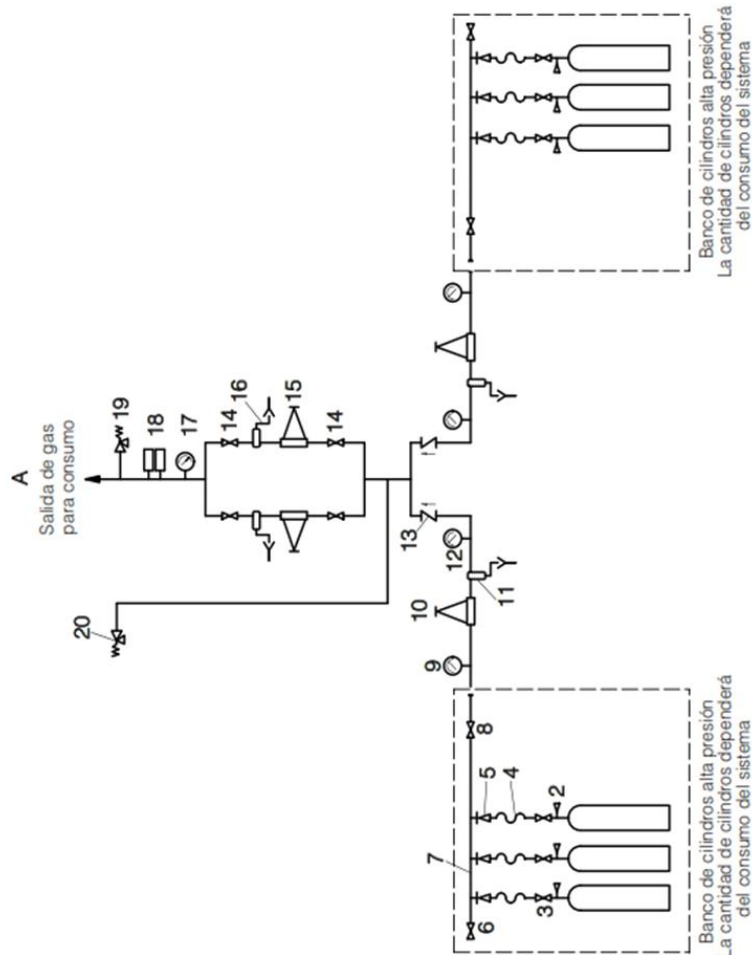 A
Salida de gas
para consumo
19
18
17
16
15
14
14
13
12
11
10
9
20
8
7
6
5
4
3
2
Banco de cilindros alta presión
La cantidad de cilindros dependerá
del consumo del sistema
Banco de cilindros alta presión
La cantidad de cilindros dependerá
del consumo del sistema